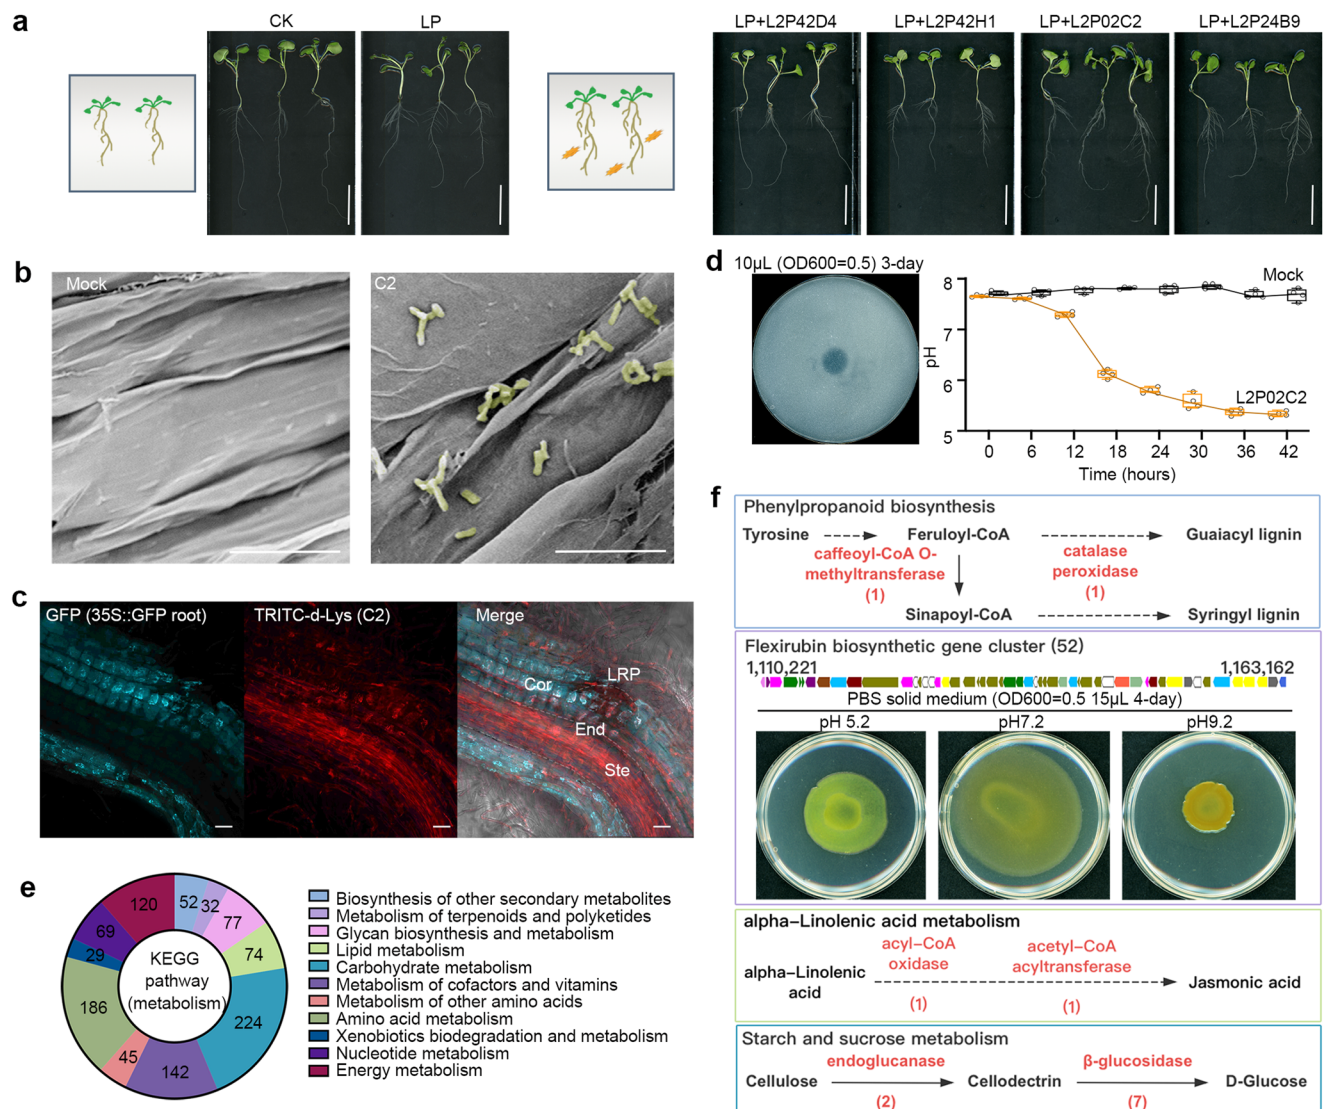 a
CK
LP
LP+L2P42D4
LP+L2P42H1
LP+L2P02C2
LP+L2P24B9
b
Mock
C2
c
GFP (35S::GFP root)
TRITC-d-Lys (C2)
Merge
LRP
Cor
End
Ste
d
10µL (OD600=0.5) 3-day
pH
8
7
6
5
Mock
L2P02C2
0 6 12 18 24 30 36 42
Time (hours)
e
KEGG
pathway
(metabolism)
52
32
77
74
224
142
45
186
29
69
120
Biosynthesis of other secondary metabolites
Metabolism of terpenoids and polyketides
Glycan biosynthesis and metabolism
Lipid metabolism
Carbohydrate metabolism
Metabolism of cofactors and vitamins
Metabolism of other amino acids
Amino acid metabolism
Xenobiotics biodegradation and metabolism
Nucleotide metabolism
Energy metabolism
f
Phenylpropanoid biosynthesis
Tyrosine
Feruloyl-CoA
Guaiacyl lignin
caffeoyl-CoA O-
methyltransferase
(1)
catalase
peroxidase
(1)
Sinapoyl-CoA
Syringyl lignin
Flexirubin biosynthetic gene cluster (52)
1,110,221
1,163,162
PBS solid medium (OD600=0.5 15µL 4-day)
pH 5.2
pH7.2
pH9.2
alpha–Linolenic acid metabolism
acyl–CoA
oxidase
acetyl–CoA
acyltransferase
alpha–Linolenic
acid
Jasmonic acid
(1)
(1)
Starch and sucrose metabolism
endoglucanase
β-glucosidase
Cellulose
Cellodectrin
D-Glucose
(2)
(7)